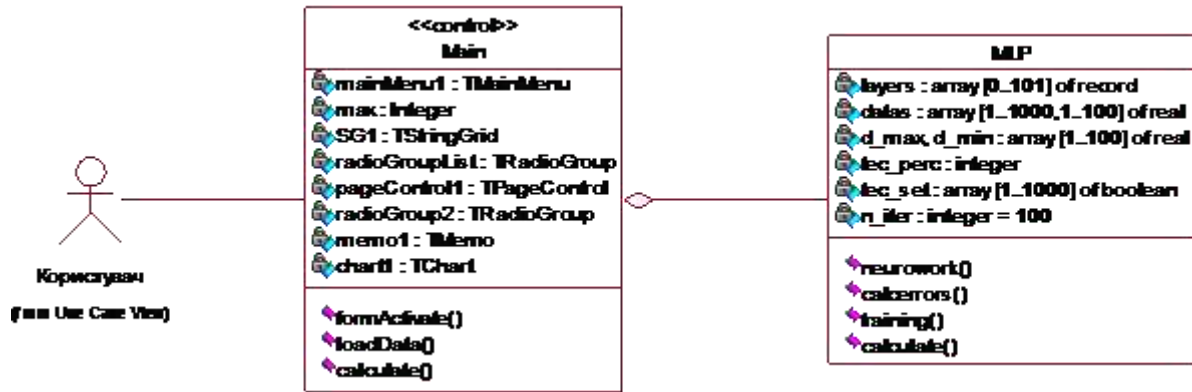 <<control>>
Main
mainMenu1 : TMainMenu
max : Integer
SG1 : TStringGrid
radioGroupList : TRadioGroup
pageControl1 : TPageControl
radioGroup2 : TRadioGroup
memo1 : TMemo
chart1 : TChart
formActivate()
loadData()
calculate()
MLP
layers : array [0..101] of record
datas : array [1..1000,1..100] of real
d_max, d_min : array [1..100] of real
tec_perc : integer
tec_set : array [1..1000] of boolean
n_iter : integer = 100
neurowork()
calcerrors()
training()
calculate()
Користувач
(from Use Case View)